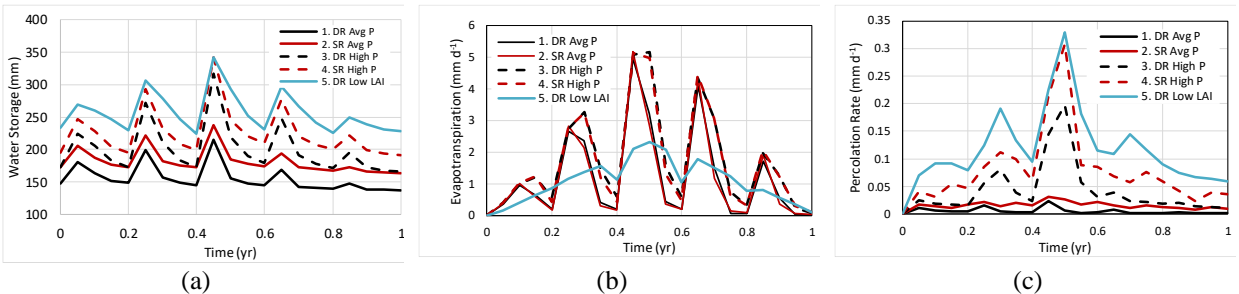 400
350
300
250
200
150
100
Water Storage (mm)
0 0.2 0.4 0.6 0.8 1
Time (yr)
1. DR Avg P
2. SR Avg P
3. DR High P
4. SR High P
5. DR Low LAI
(a)
6
5
4
3
2
1
0
Evapotranspiration (mm d⁻¹)
0 0.2 0.4 0.6 0.8 1
Time (yr)
1. DR Avg P
2. SR Avg P
3. DR High P
4. SR High P
5. DR Low LAI
(b)
0.35
0.3
0.25
0.2
0.15
0.1
0.05
0
Percolation Rate (mm d⁻¹)
0 0.2 0.4 0.6 0.8 1
Time (yr)
1. DR Avg P
2. SR Avg P
3. DR High P
4. SR High P
5. DR Low LAI
(c)